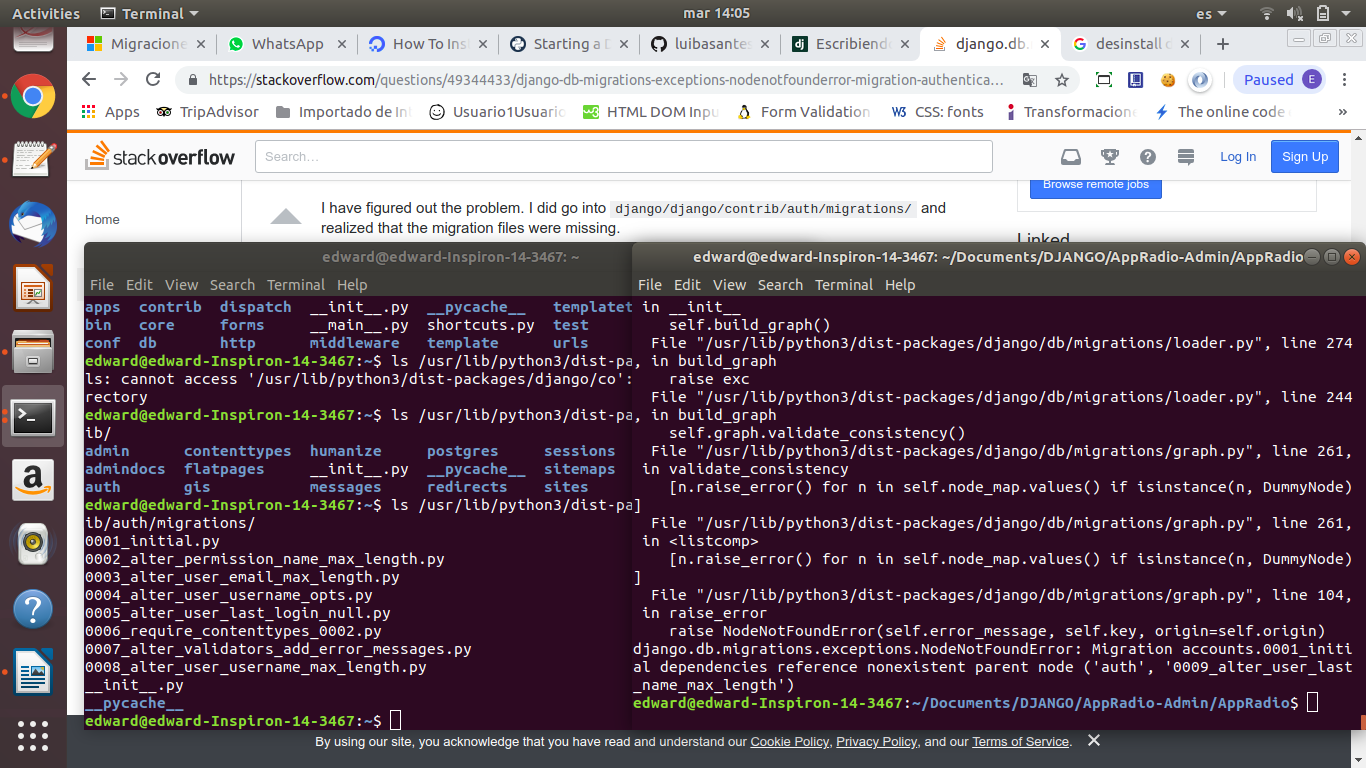 Activities
Terminal
mar 14:05
es
Migracione
WhatsApp
How To Ins
Starting a D
luibasantes
Escribiend
django.db.
desinstall d
https://stackoverflow.com/questions/49344433/django-db-migrations-exceptions-nodenotfounderror-migration-authentica…
Paused
E
Apps
TripAdvisor
Importado de In
Usuario1Usuario
HTML DOM Inpu
Form Validation
W3
CSS: fonts
Transformacion
The online code
»
stackoverflow
Search…
Log In
Sign Up
Home
I have figured out the problem. I did go into django/django/contrib/auth/migrations/ and
realized that the migration files were missing.
Browse remote jobs
Linked
edward@edward-Inspiron-14-3467: ~
File Edit View Search Terminal Help
apps contrib dispatch __init__.py __pycache__ templatet
bin core forms __main__.py shortcuts.py test
conf db http middleware template urls
edward@edward-Inspiron-14-3467:~$ ls /usr/lib/python3/dist-pa
ls: cannot access '/usr/lib/python3/dist-packages/django/co':
rectory
edward@edward-Inspiron-14-3467:~$ ls /usr/lib/python3/dist-pa
ib/
admin contenttypes humanize postgres sessions
admindocs flatpages __init__.py __pycache__ sitemaps
auth gis messages redirects sites
edward@edward-Inspiron-14-3467:~$ ls /usr/lib/python3/dist-pa
ib/auth/migrations/
0001_initial.py
0002_alter_permission_name_max_length.py
0003_alter_user_email_max_length.py
0004_alter_user_username_opts.py
0005_alter_user_last_login_null.py
0006_require_contenttypes_0002.py
0007_alter_validators_add_error_messages.py
0008_alter_user_username_max_length.py
__init__.py
__pycache__
edward@edward-Inspiron-14-3467:~$
edward@edward-Inspiron-14-3467: ~/Documents/DJANGO/AppRadio-Admin/AppRadio
File Edit View Search Terminal Help
in __init__
self.build_graph()
File "/usr/lib/python3/dist-packages/django/db/migrations/loader.py", line 274
, in build_graph
raise exc
File "/usr/lib/python3/dist-packages/django/db/migrations/loader.py", line 244
, in build_graph
self.graph.validate_consistency()
File "/usr/lib/python3/dist-packages/django/db/migrations/graph.py", line 261,
in validate_consistency
[n.raise_error() for n in self.node_map.values() if isinstance(n, DummyNode)
]
File "/usr/lib/python3/dist-packages/django/db/migrations/graph.py", line 261,
in <listcomp>
[n.raise_error() for n in self.node_map.values() if isinstance(n, DummyNode)
]
File "/usr/lib/python3/dist-packages/django/db/migrations/graph.py", line 104,
in raise_error
raise NodeNotFoundError(self.error_message, self.key, origin=self.origin)
django.db.migrations.exceptions.NodeNotFoundError: Migration accounts.0001_initi
al dependencies reference nonexistent parent node ('auth', '0009_alter_user_last
_name_max_length')
edward@edward-Inspiron-14-3467:~/Documents/DJANGO/AppRadio-Admin/AppRadio$
By using our site, you acknowledge that you have read and understand our Cookie Policy, Privacy Policy, and our Terms of Service.